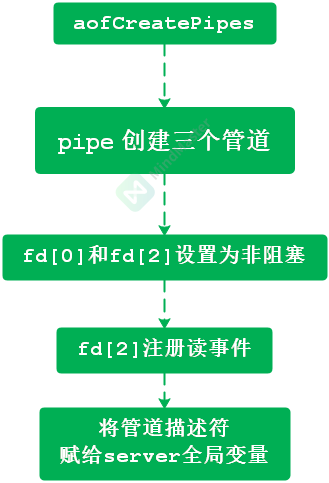 aofCreatePipes
pipe 创建三个管道
fd[0]和fd[2]设置为非阻塞
fd[2]注册读事件
将管道描述符
赋给server全局变量